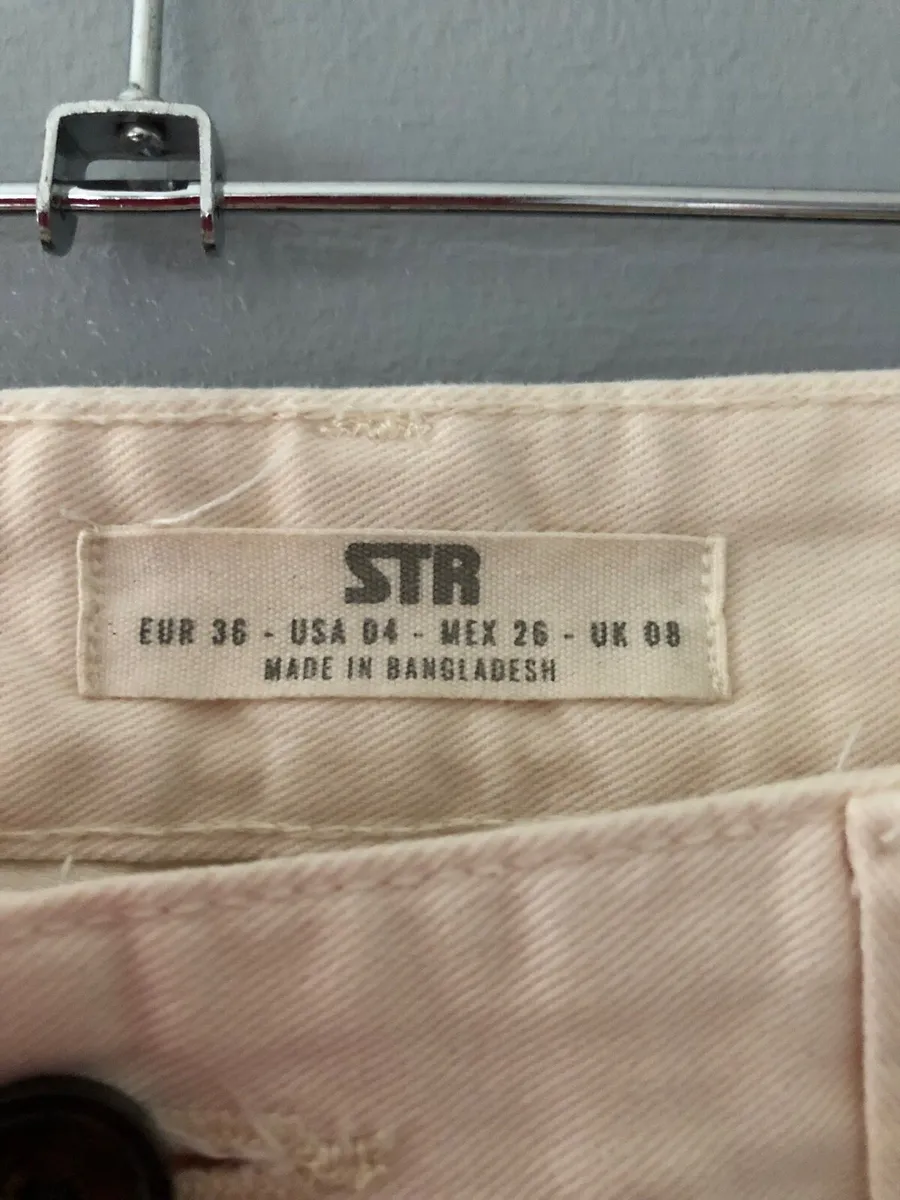 STR
EUR 36 - USA 04 - MEX 26 - UK 08
MADE IN BANGLADESH